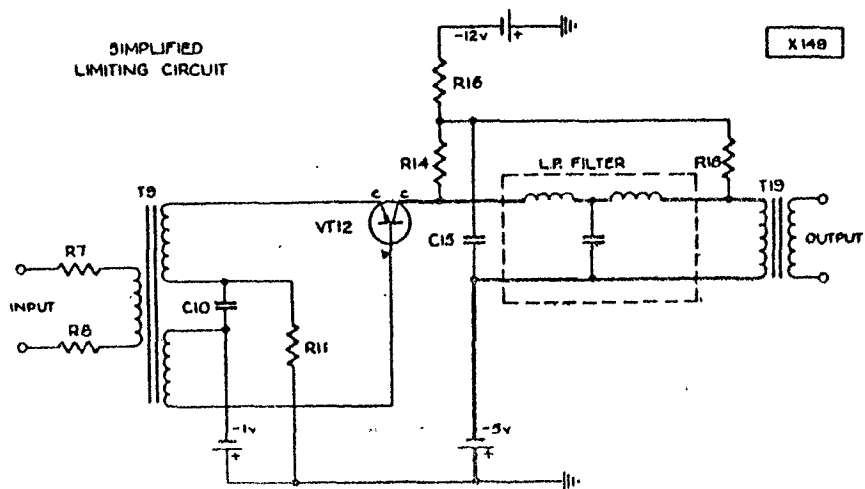 SIMPLIFIED
LIMITING CIRCUIT
X149
-12v
+
R16
R14
L.P. FILTER
R18
T9
T19
c c
VT12
C15
OUTPUT
R7
INPUT
C10
R8
R11
-1v
+
-5v
+